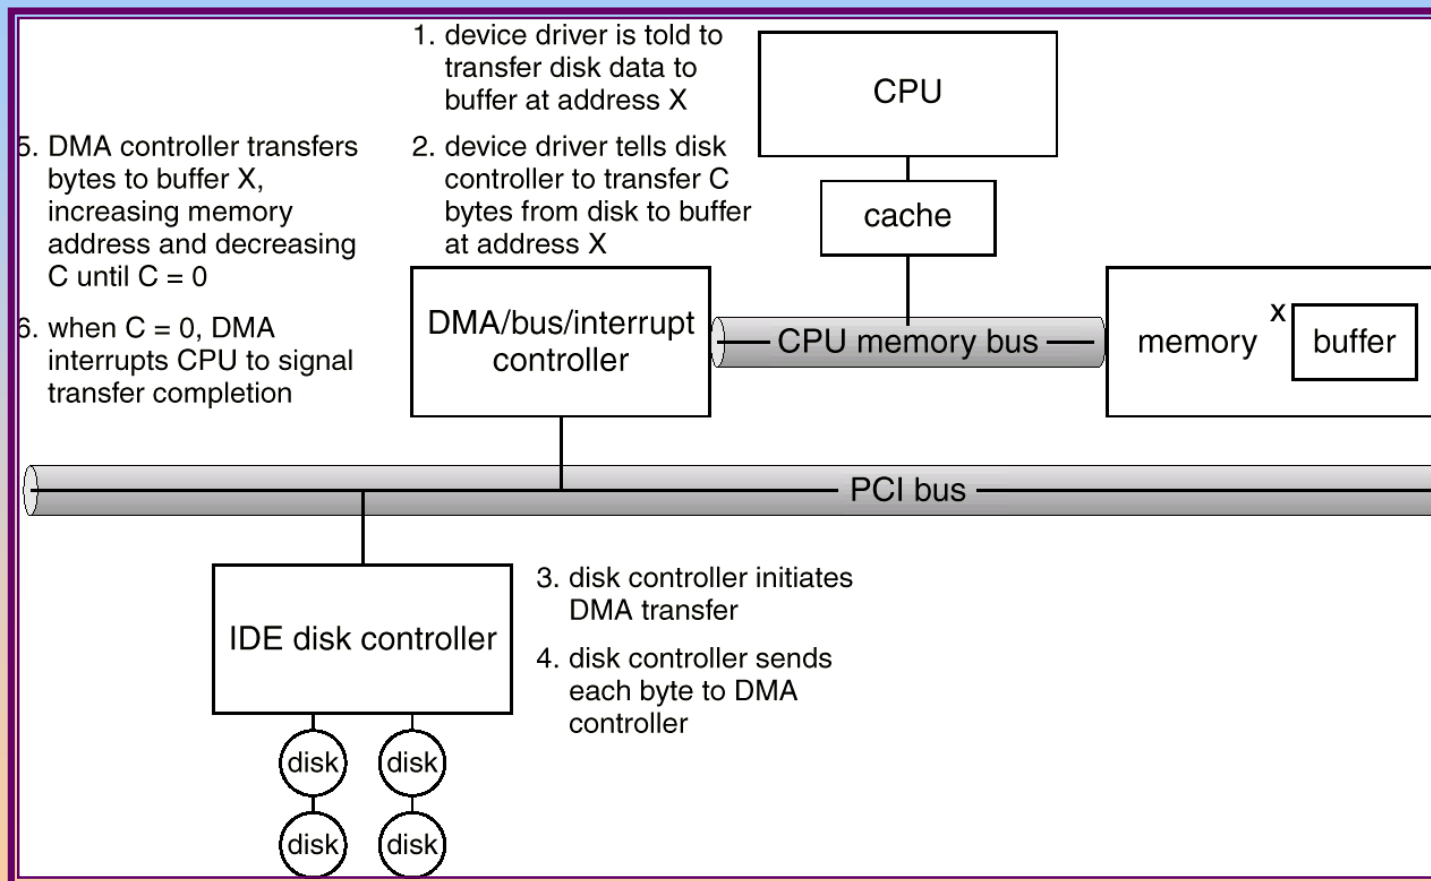 1. device driver is told to
transfer disk data to
buffer at address X
2. device driver tells disk
controller to transfer C
bytes from disk to buffer
at address X
CPU
cache
5. DMA controller transfers
bytes to buffer X,
increasing memory
address and decreasing
C until C = 0
6. when C = 0, DMA
interrupts CPU to signal
transfer completion
DMA/bus/interrupt
controller
CPU memory bus
memory
x
buffer
PCI bus
IDE disk controller
3. disk controller initiates
DMA transfer
4. disk controller sends
each byte to DMA
controller
disk
disk
disk
disk